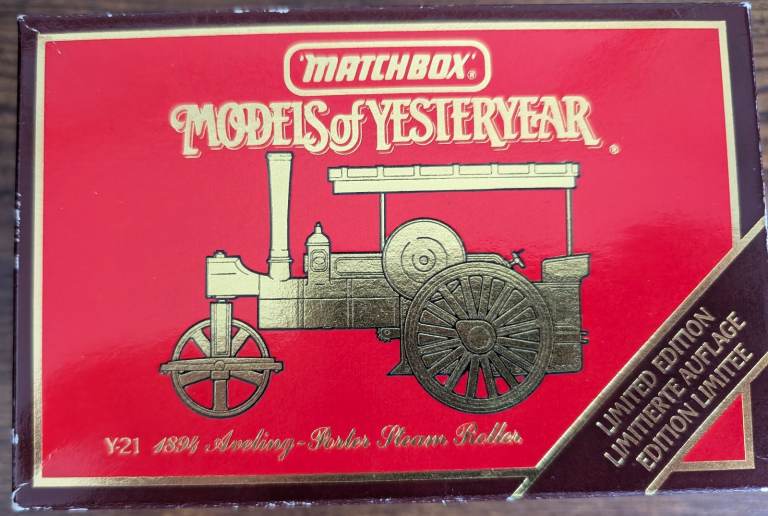 MATCHBOX®
MODELS of YESTERYEAR®
Y-21 1894 Aveling-Porter Steam Roller
LIMITED EDITION
LIMITIERTE AUFLAGE
EDITION LIMITEE